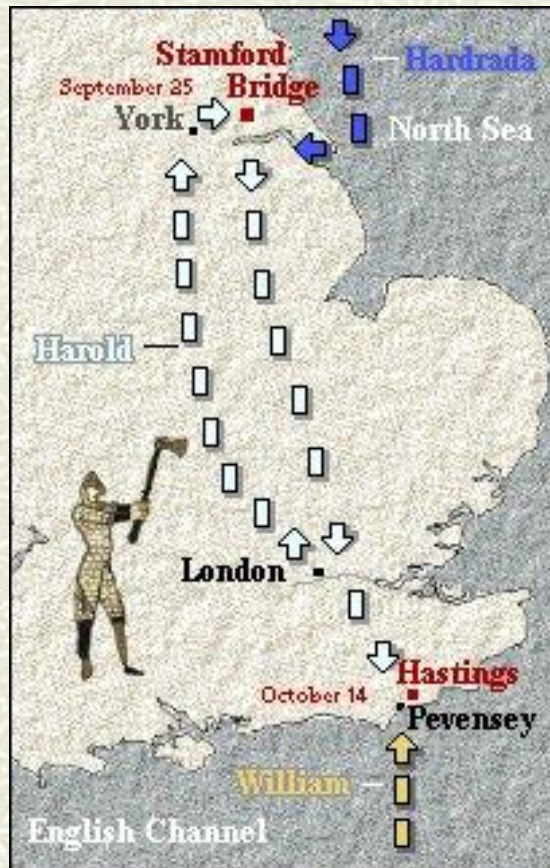 Stamford
Bridge
September 25
York
Hardrada
North Sea
Harold
London
Hastings
October 14
Pevensey
William
English Channel